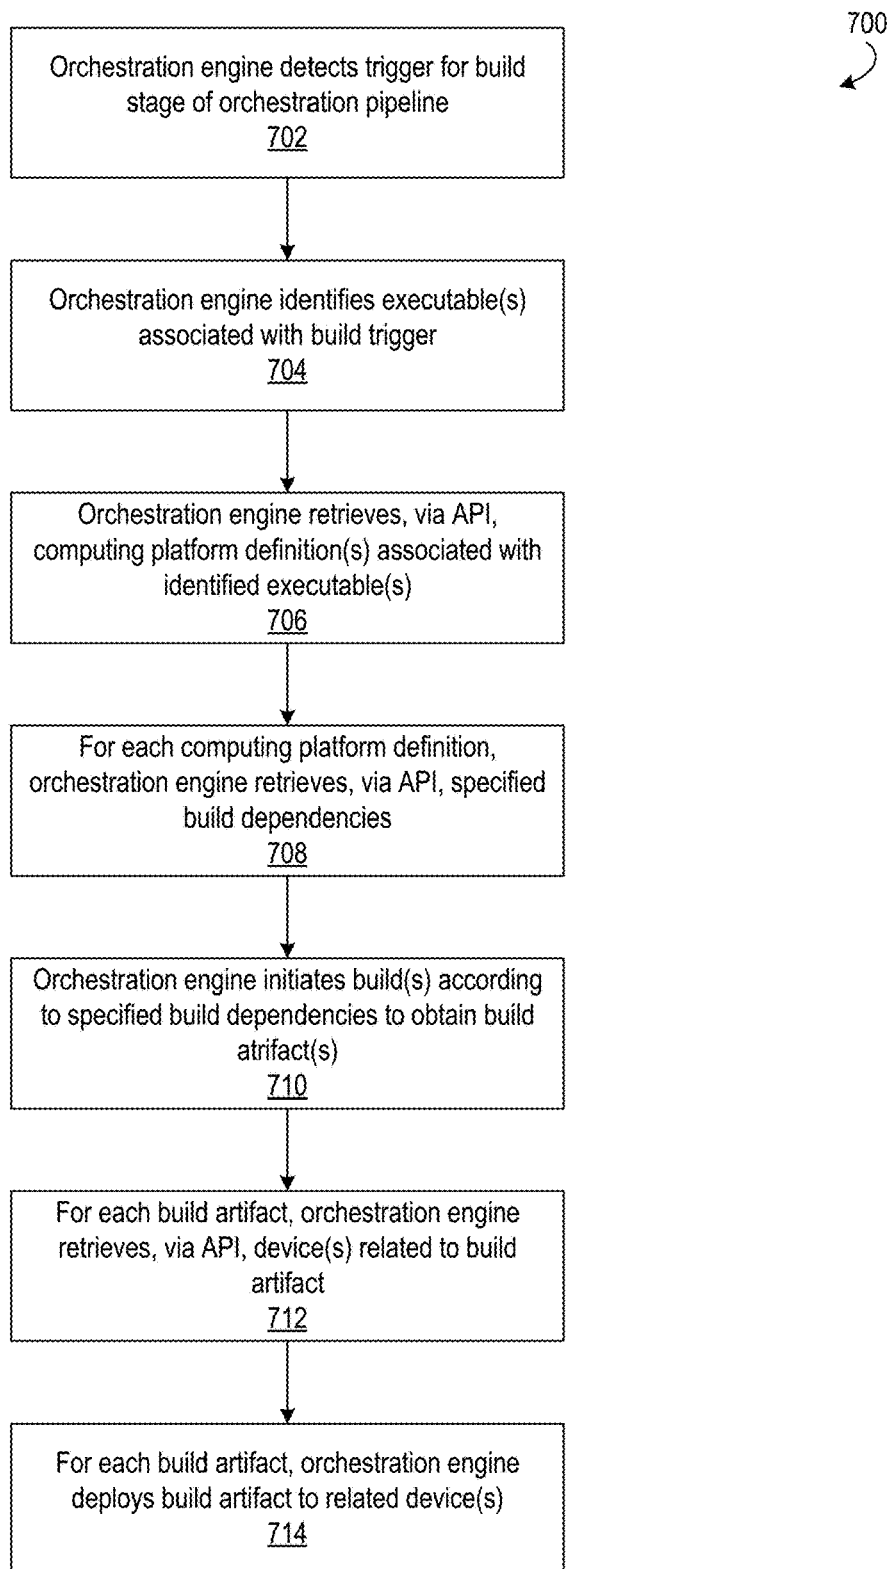 700
Orchestration engine detects trigger for build
stage of orchestration pipeline
702
Orchestration engine identifies executable(s)
associated with build trigger
704
Orchestration engine retrieves, via API,
computing platform definition(s) associated with
identified executable(s)
706
For each computing platform definition,
orchestration engine retrieves, via API, specified
build dependencies
708
Orchestration engine initiates build(s) according
to specified build dependencies to obtain build
atrifact(s)
710
For each build artifact, orchestration engine
retrieves, via API, device(s) related to build
artifact
712
For each build artifact, orchestration engine
deploys build artifact to related device(s)
714